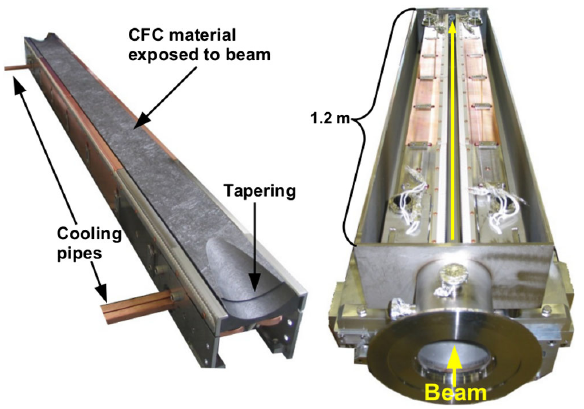 CFC material
exposed to beam
1.2 m
Tapering
Cooling
pipes
Beam